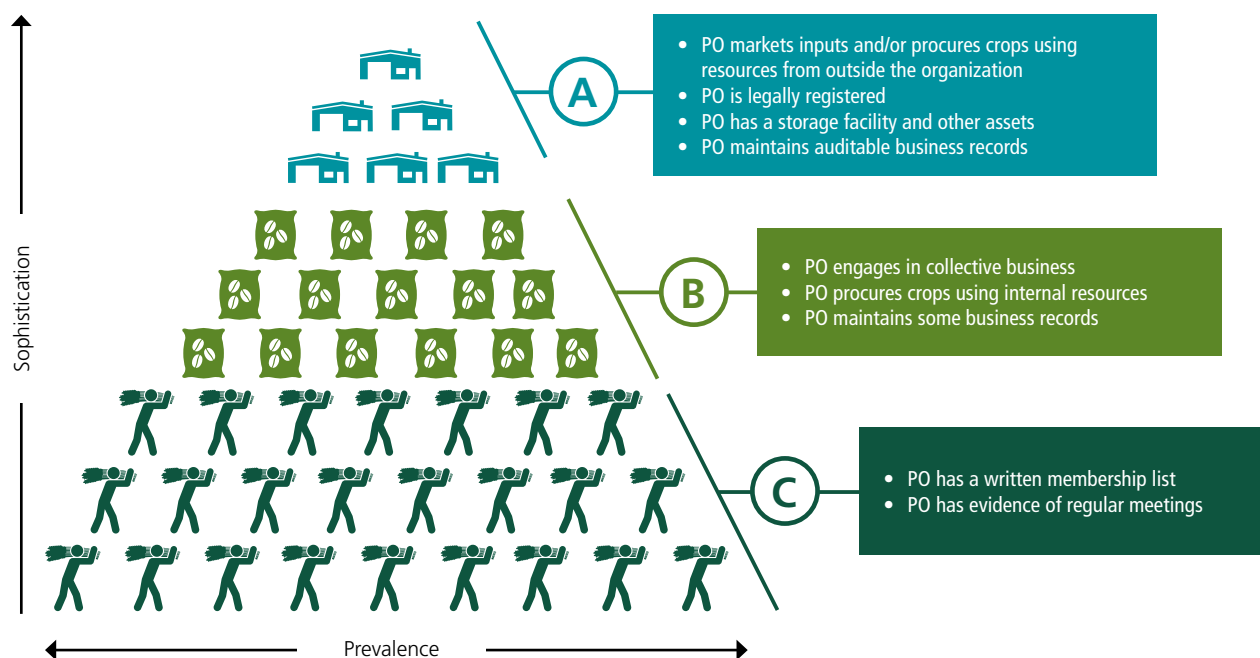 Sophistication
A
• PO markets inputs and/or procures crops using
resources from outside the organization
• PO is legally registered
• PO has a storage facility and other assets
• PO maintains auditable business records
B
• PO engages in collective business
• PO procures crops using internal resources
• PO maintains some business records
C
• PO has a written membership list
• PO has evidence of regular meetings
Prevalence